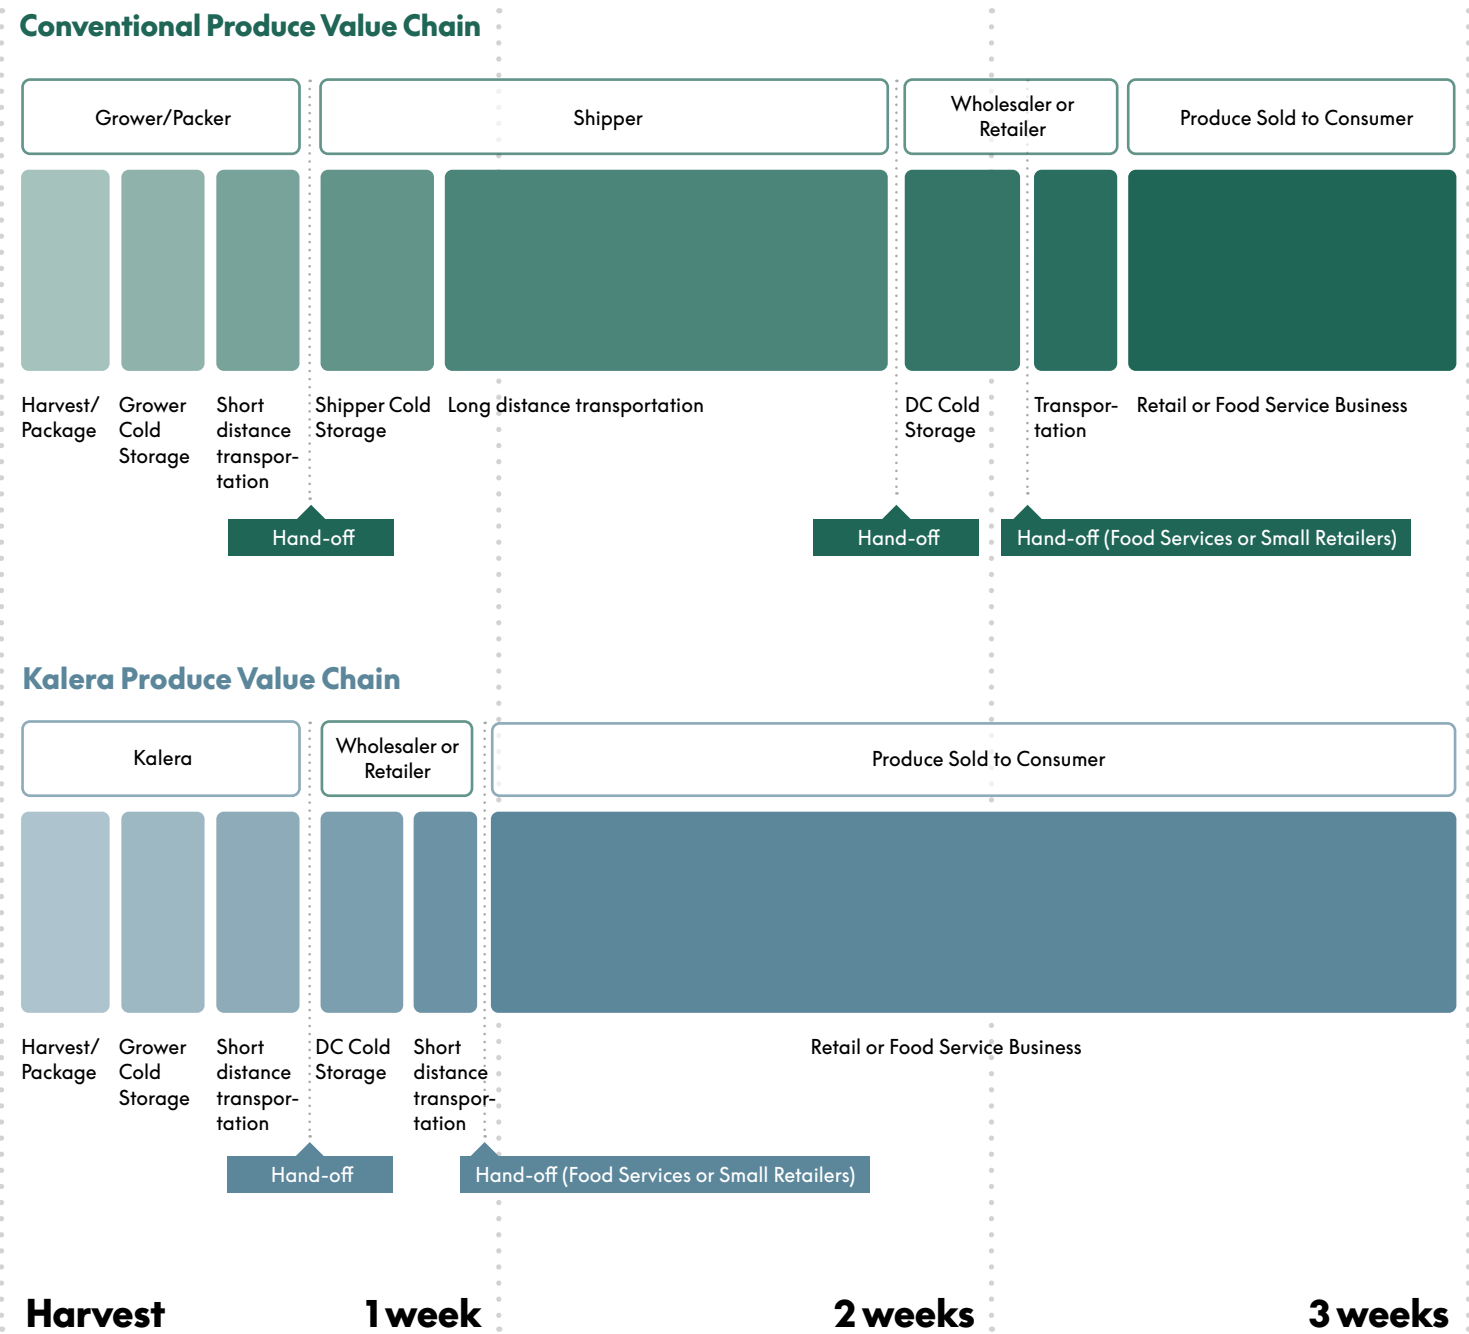 Conventional Produce Value Chain
Grower/Packer
Shipper
Wholesaler or
Retailer
Produce Sold to Consumer
Harvest/
Package
Grower
Cold
Storage
Short
distance
transpor-
tation
Shipper Cold
Storage
Long distance transportation
DC Cold
Storage
Transpor-
tation
Retail or Food Service Business
Hand-off
Hand-off
Hand-off (Food Services or Small Retailers)
Kalera Produce Value Chain
Kalera
Wholesaler or
Retailer
Produce Sold to Consumer
Harvest/
Package
Grower
Cold
Storage
Short
distance
transpor-
tation
DC Cold
Storage
Short
distance
transpor-
tation
Retail or Food Service Business
Hand-off
Hand-off (Food Services or Small Retailers)
Harvest
1 week
2 weeks
3 weeks